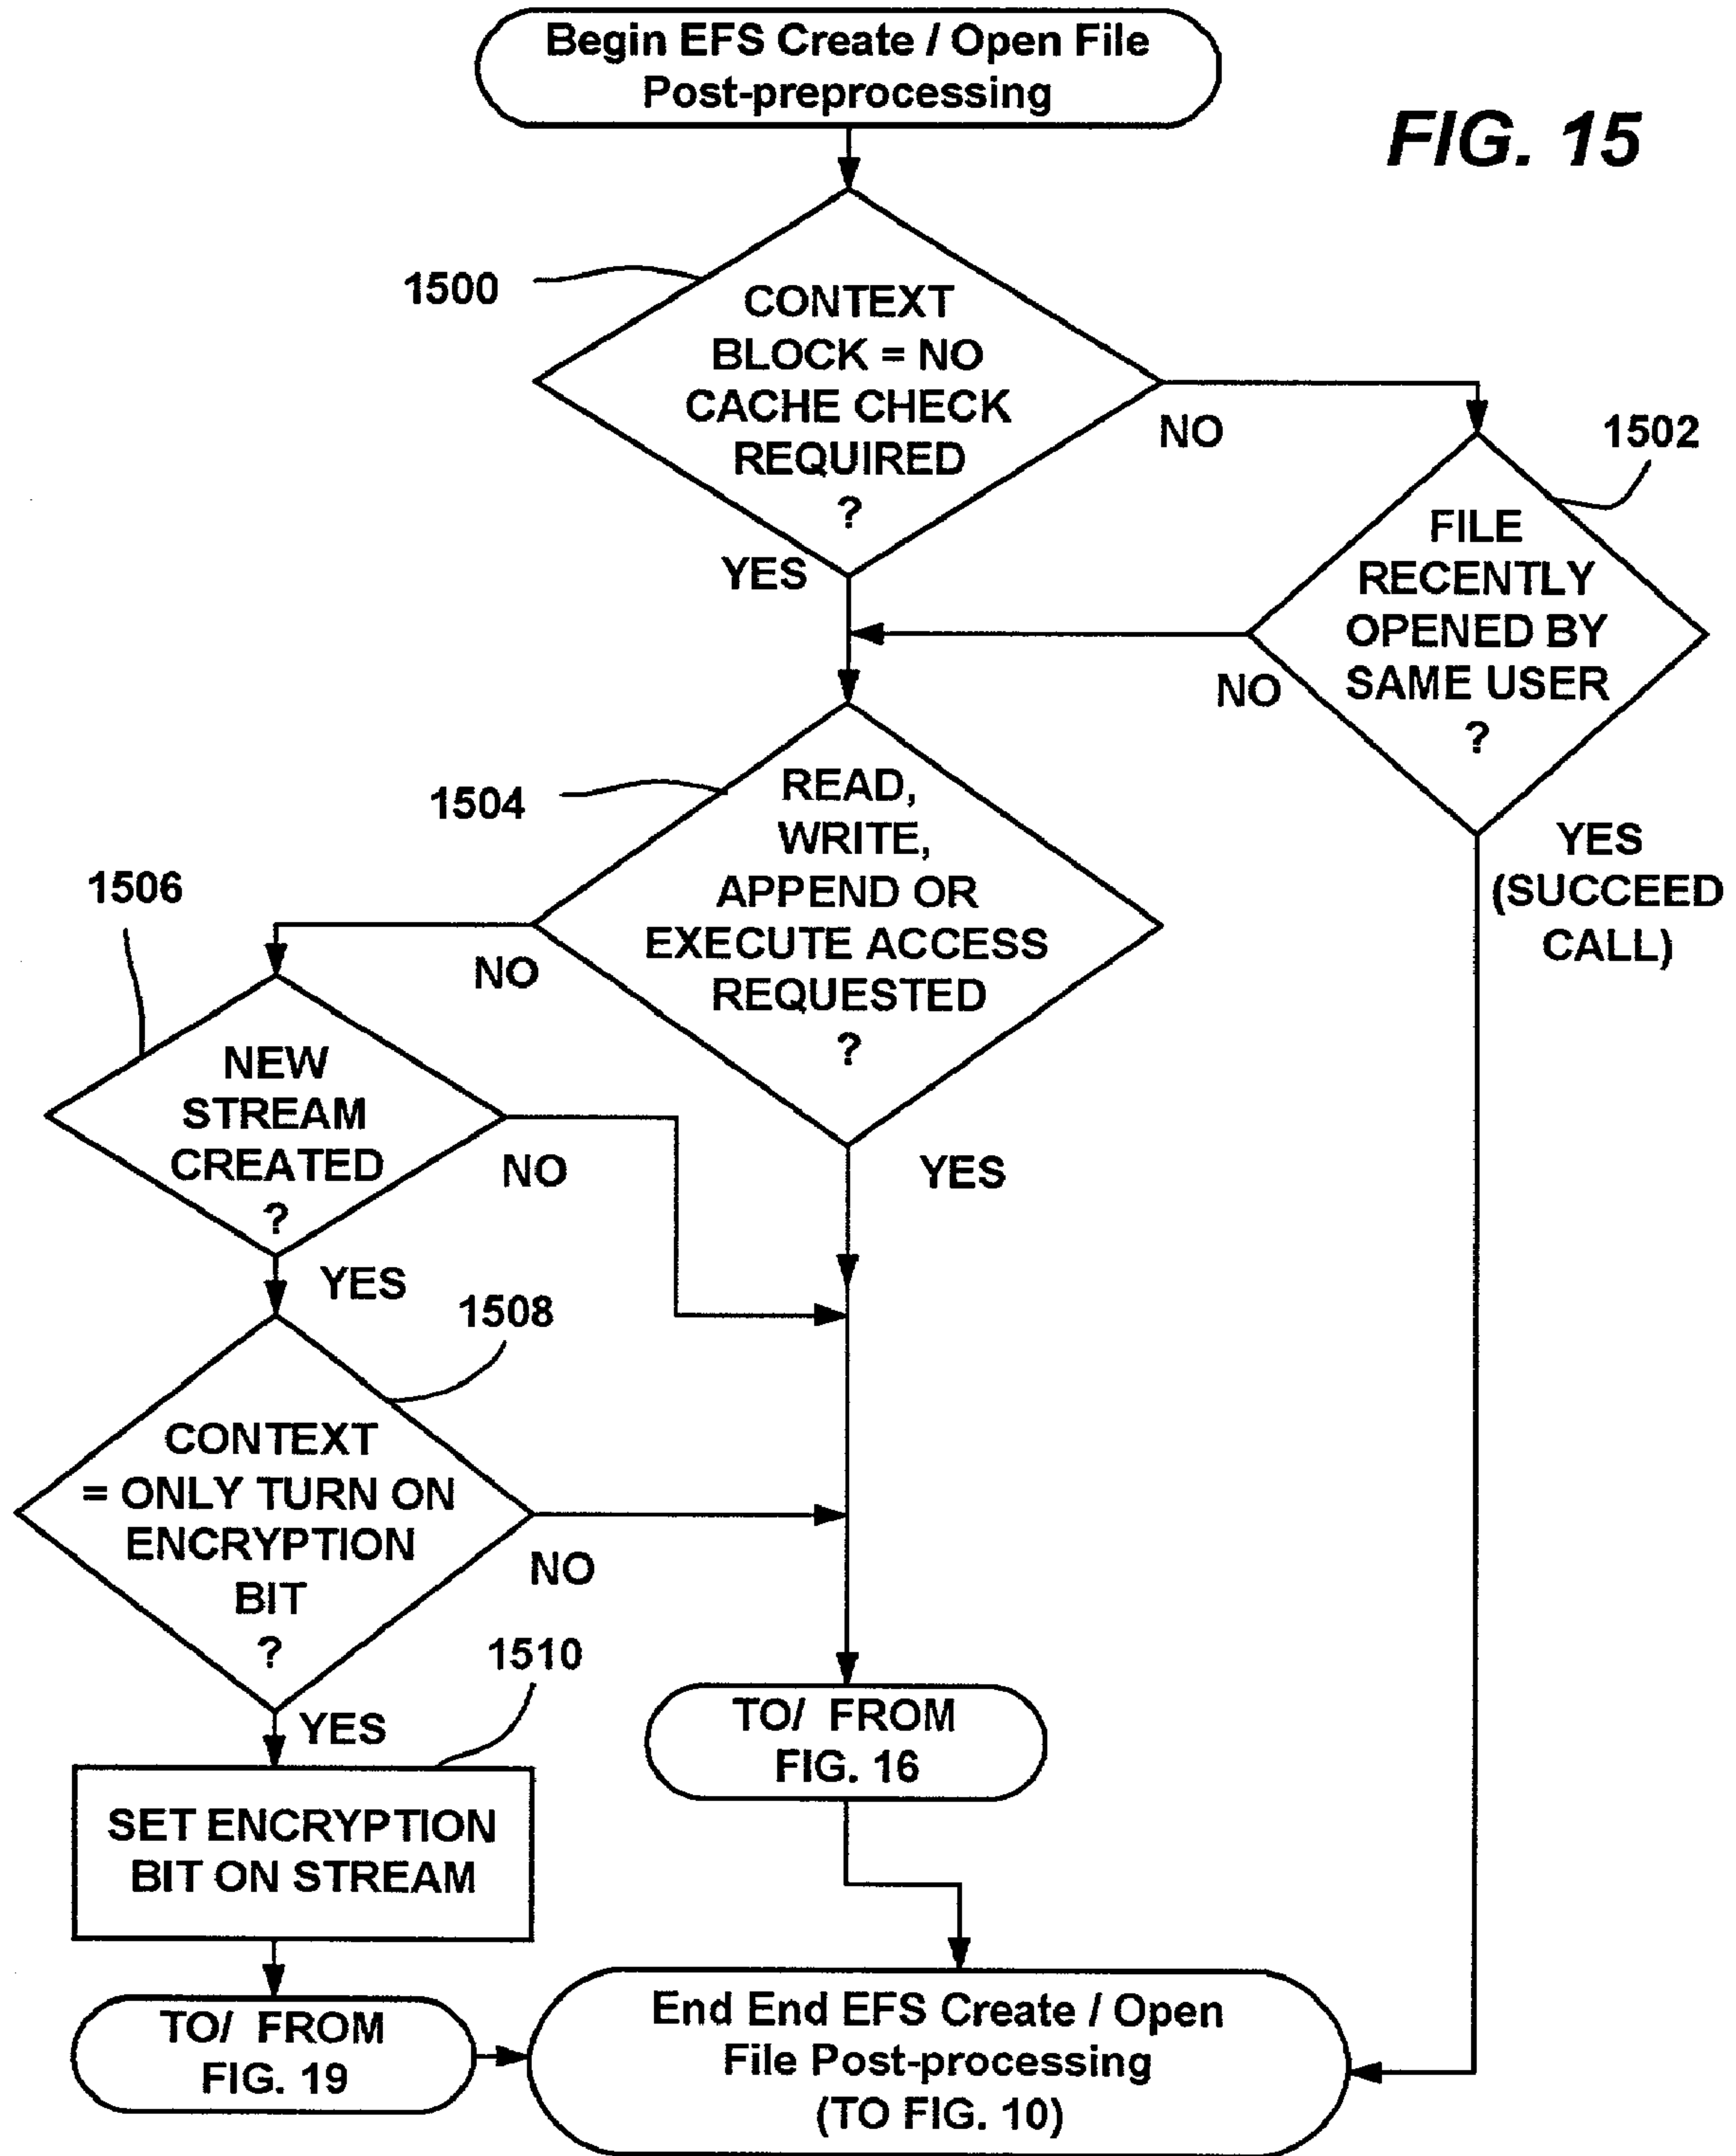 Begin EFS Create / Open File
Post-preprocessing
FIG. 15
1500
CONTEXT
BLOCK = NO
CACHE CHECK
REQUIRED
?
NO
YES
1502
FILE
RECENTLY
OPENED BY
SAME USER
?
NO
YES
(SUCCEED
CALL)
1504
READ,
WRITE,
APPEND OR
EXECUTE ACCESS
REQUESTED
?
NO
YES
1506
NEW
STREAM
CREATED
?
NO
YES
1508
CONTEXT
= ONLY TURN ON
ENCRYPTION
BIT
?
NO
YES
1510
SET ENCRYPTION
BIT ON STREAM
TO/ FROM
FIG. 16
TO/ FROM
FIG. 19
End End EFS Create / Open
File Post-processing
(TO FIG. 10)